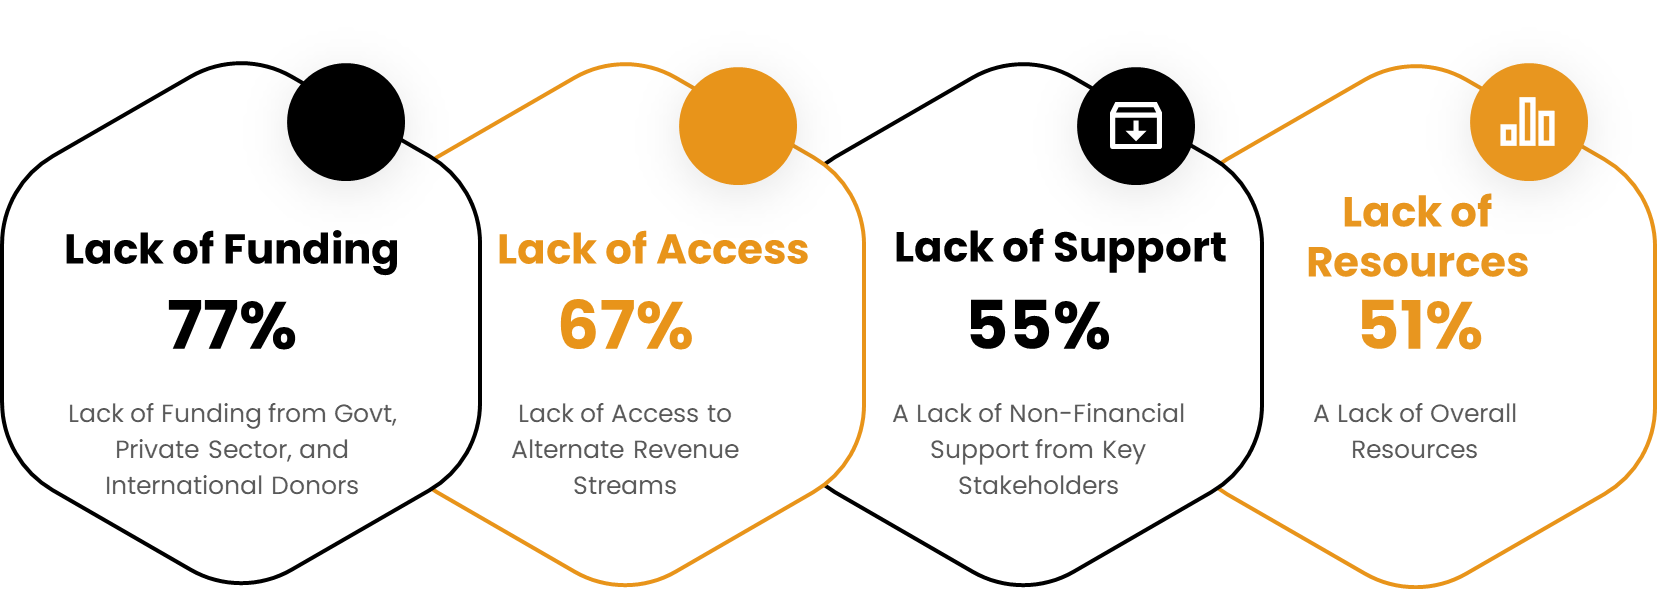 Lack of Funding
77%
Lack of Funding from Govt,
Private Sector, and
International Donors
Lack of Access
67%
Lack of Access to
Alternate Revenue
Streams
Lack of Support
55%
A Lack of Non-Financial
Support from Key
Stakeholders
Lack of
Resources
51%
A Lack of Overall
Resources